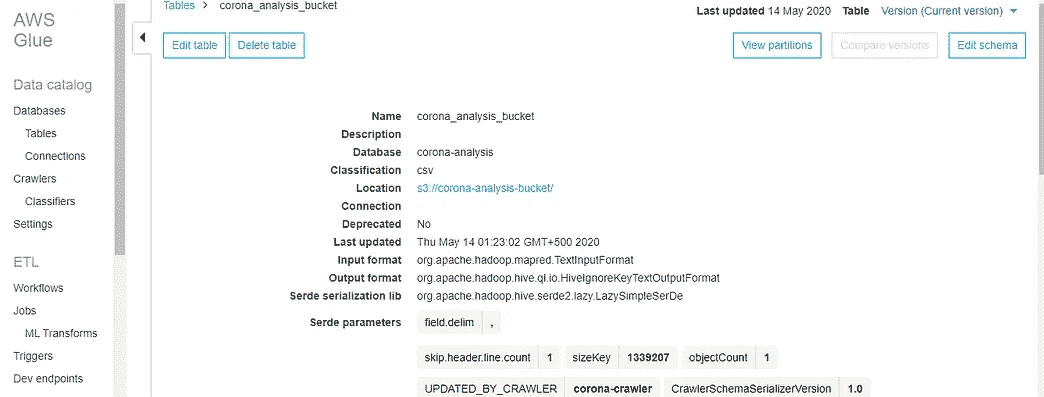 AWS
Glue
Data catalog
Databases
Tables
Connections
Crawlers
Classifiers
Settings
ETL
Workflows
Jobs
ML Transforms
Triggers
Dev endpoints
Tables > corona_analysis_bucket
Last updated 14 May 2020 Table Version (Current version)
Edit table Delete table View partitions Compare versions Edit schema
Name corona_analysis_bucket
Description
Database corona-analysis
Classification csv
Location s3://corona-analysis-bucket/
Connection
Deprecated No
Last updated Thu May 14 01:23:02 GMT+500 2020
Input format org.apache.hadoop.mapred.TextInputFormat
Output format org.apache.hadoop.hive.ql.io.HiveIgnoreKeyTextOutputFormat
Serde serialization lib org.apache.hadoop.hive.serde2.lazy.LazySimpleSerDe
Serde parameters field.delim ,
skip.header.line.count 1 sizeKey 1339207 objectCount 1
UPDATED_BY_CRAWLER corona-crawler CrawlerSchemaSerializerVersion 1.0